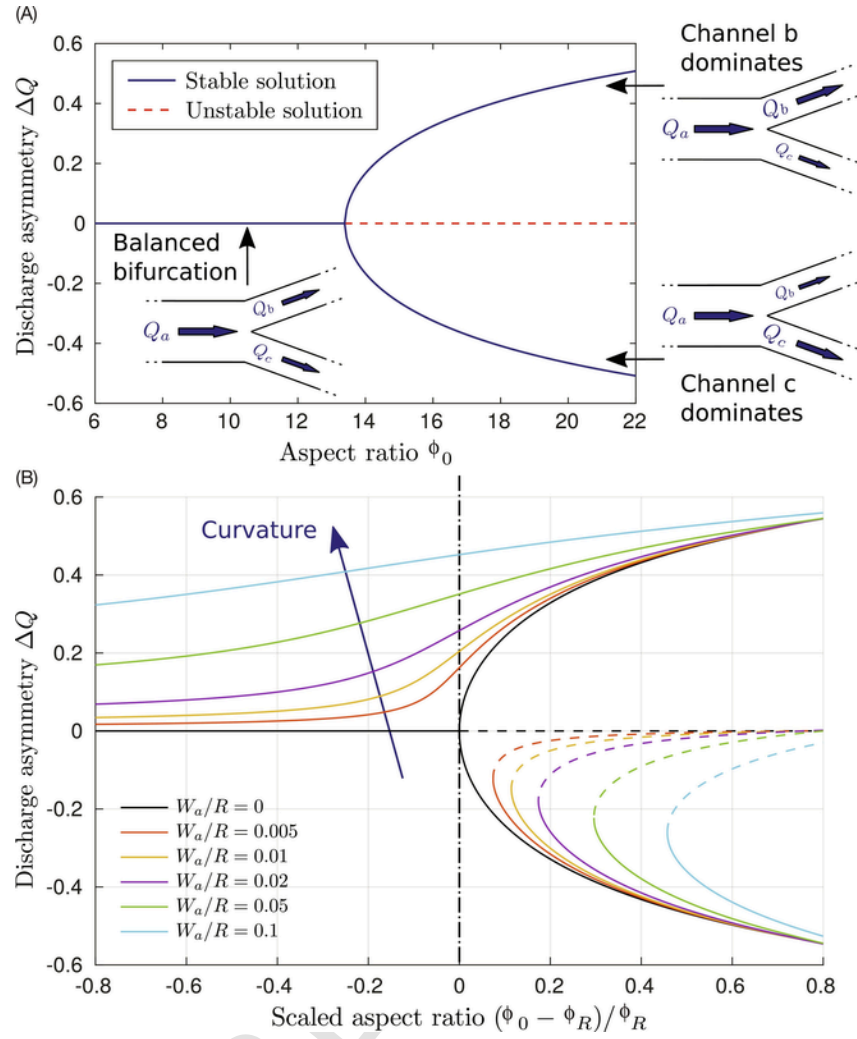 (A)
0.6
0.4
0.2
0
-0.2
-0.4
-0.6
Discharge asymmetry ΔQ
Stable solution
Unstable solution
Balanced
bifurcation
Q_a
Q_b
Q_c
6 8 10 12 14 16 18 20 22
Aspect ratio ϕ_0
Channel b
dominates
Q_a
Q_b
Q_c
Q_a
Q_b
Q_c
Channel c
dominates
(B)
0.6
0.4
0.2
0
-0.2
-0.4
-0.6
Discharge asymmetry ΔQ
Curvature
W_a/R = 0
W_a/R = 0.005
W_a/R = 0.01
W_a/R = 0.02
W_a/R = 0.05
W_a/R = 0.1
-0.8 -0.6 -0.4 -0.2 0 0.2 0.4 0.6 0.8
Scaled aspect ratio (ϕ_0 − ϕ_R)/ϕ_R